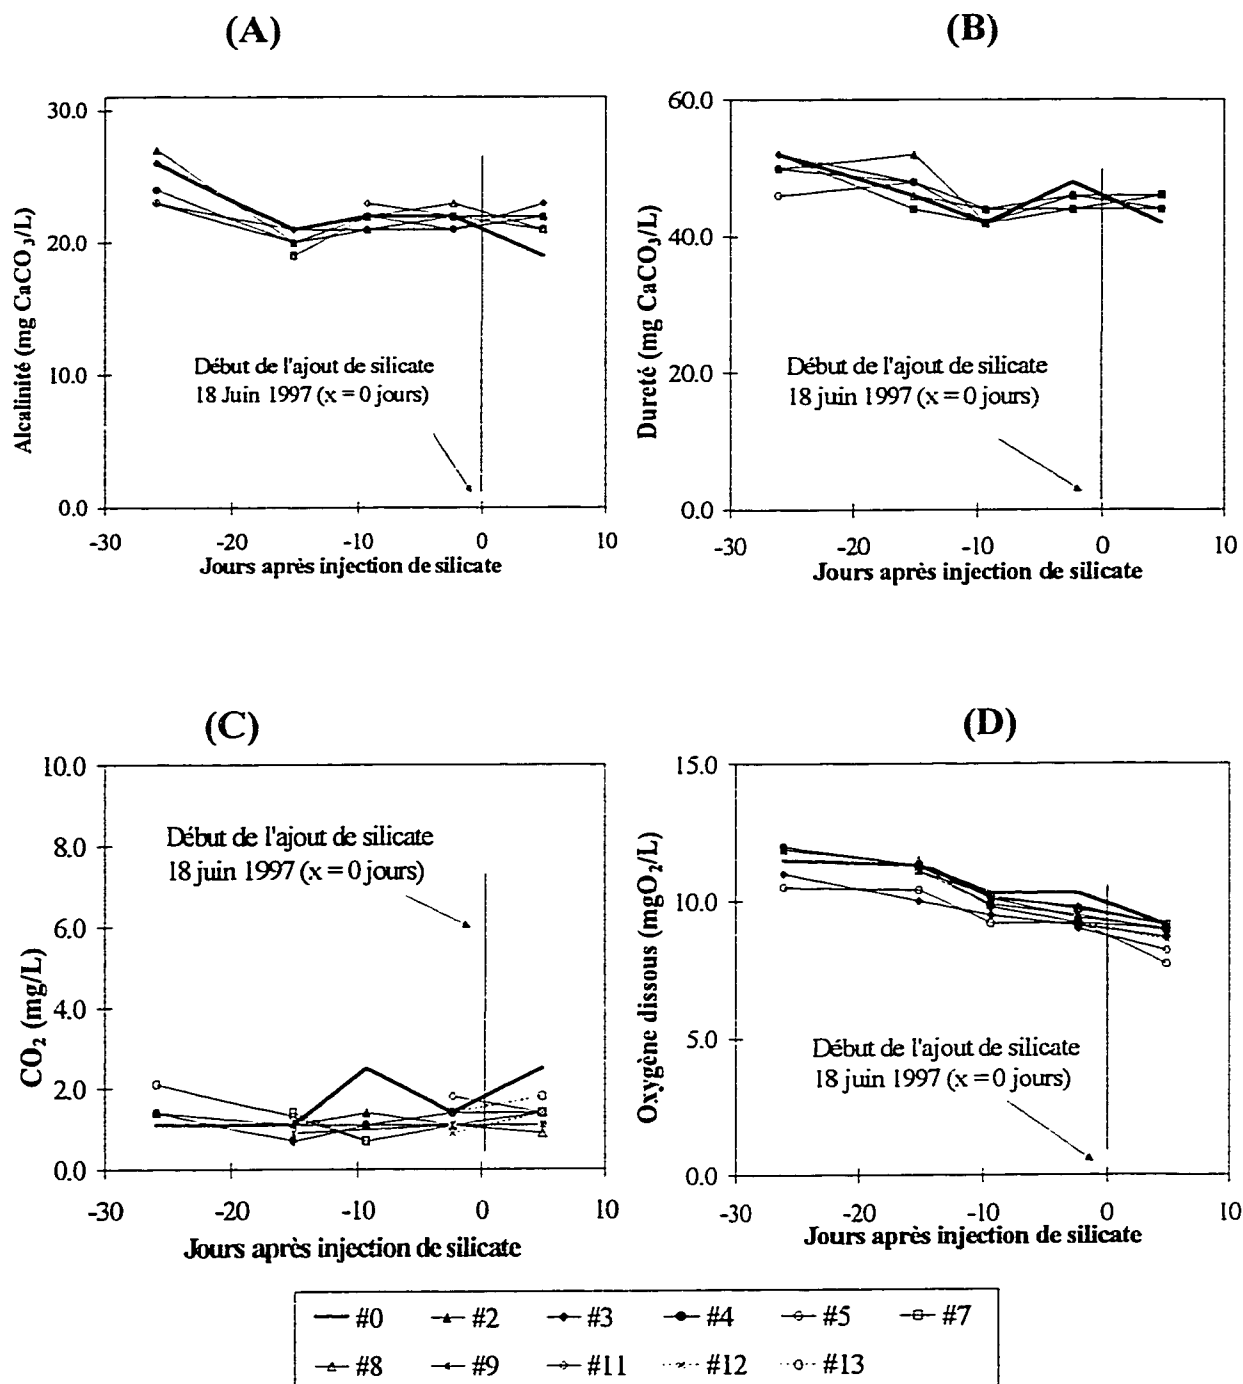 (A)
30.0
20.0
10.0
0.0
Alcalinité (mg CaCO₃/L)
Début de l'ajout de silicate
18 Juin 1997 (x = 0 jours)
-30
-20
-10
0
10
Jours après injection de silicate
(B)
60.0
40.0
20.0
0.0
Dureté (mg CaCO₃/L)
Début de l'ajout de silicate
18 juin 1997 (x = 0 jours)
-30
-20
-10
0
10
Jours après injection de silicate
(C)
10.0
8.0
6.0
4.0
2.0
0.0
CO₂ (mg/L)
Début de l'ajout de silicate
18 juin 1997 (x = 0 jours)
-30
-20
-10
0
10
Jours après injection de silicate
(D)
15.0
10.0
5.0
0.0
Oxygène dissous (mgO₂/L)
Début de l'ajout de silicate
18 juin 1997 (x = 0 jours)
-30
-20
-10
0
10
Jours après injection de silicate
#0 #2 #3 #4 #5 #7
#8 #9 #11 #12 #13